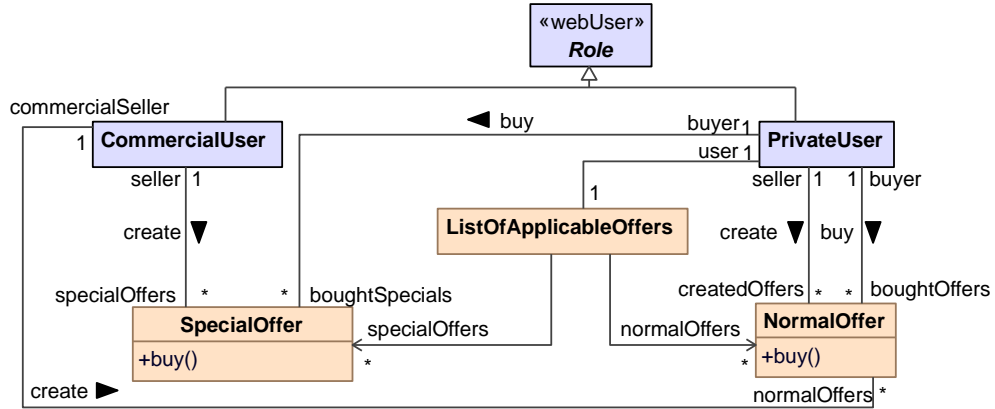 «webUser»
Role
commercialSeller
1
CommercialUser
buy
buyer
1
user
1
PrivateUser
seller
1
1
ListOfApplicableOffers
seller
1
1
buyer
create
create
buy
specialOffers
*
*
boughtSpecials
createdOffers
*
*
boughtOffers
SpecialOffer
+buy()
specialOffers
*
normalOffers
*
NormalOffer
+buy()
create
normalOffers
*